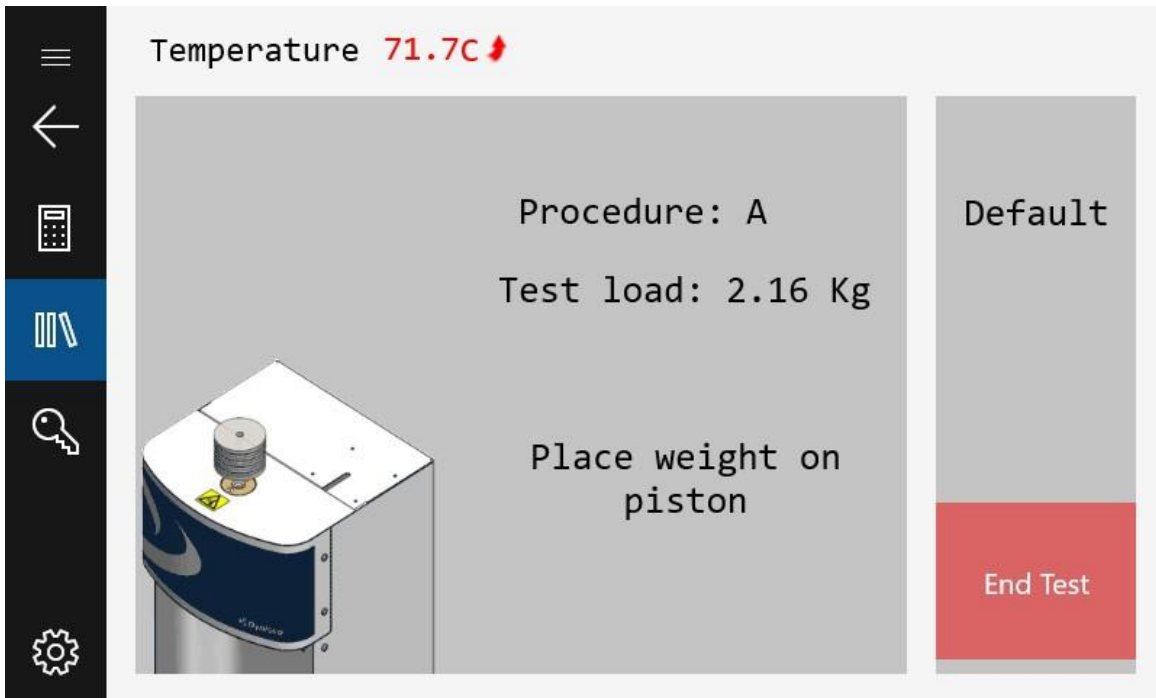 Temperature 71.7C
Procedure: A
Test load: 2.16 Kg
Place weight on
piston
Default
End Test